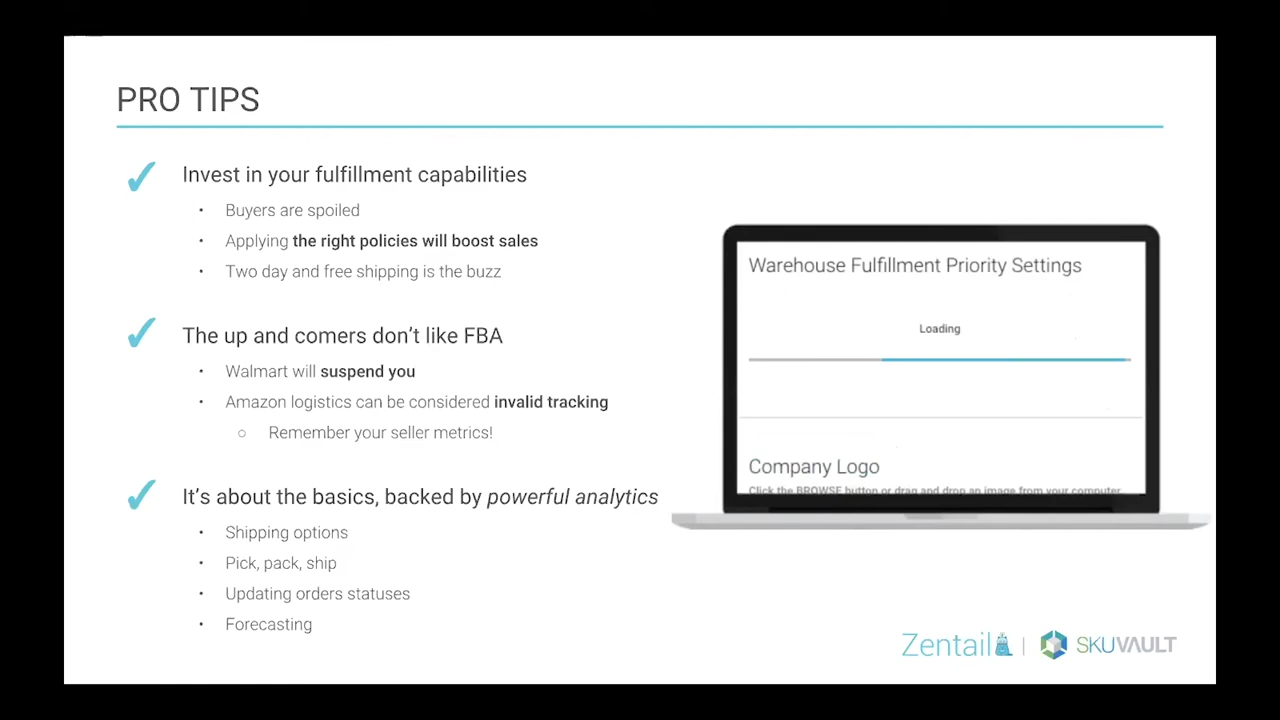 PRO TIPS
✓ Invest in your fulfillment capabilities
• Buyers are spoiled
• Applying the right policies will boost sales
• Two day and free shipping is the buzz
✓ The up and comers don’t like FBA
• Walmart will suspend you
• Amazon logistics can be considered invalid tracking
○ Remember your seller metrics!
✓ It’s about the basics, backed by powerful analytics
• Shipping options
• Pick, pack, ship
• Updating orders statuses
• Forecasting
Warehouse Fulfillment Priority Settings
Loading
Company Logo
Click the BROWSE button or drag and drop an image from your computer
Zentail | SKUVAULT